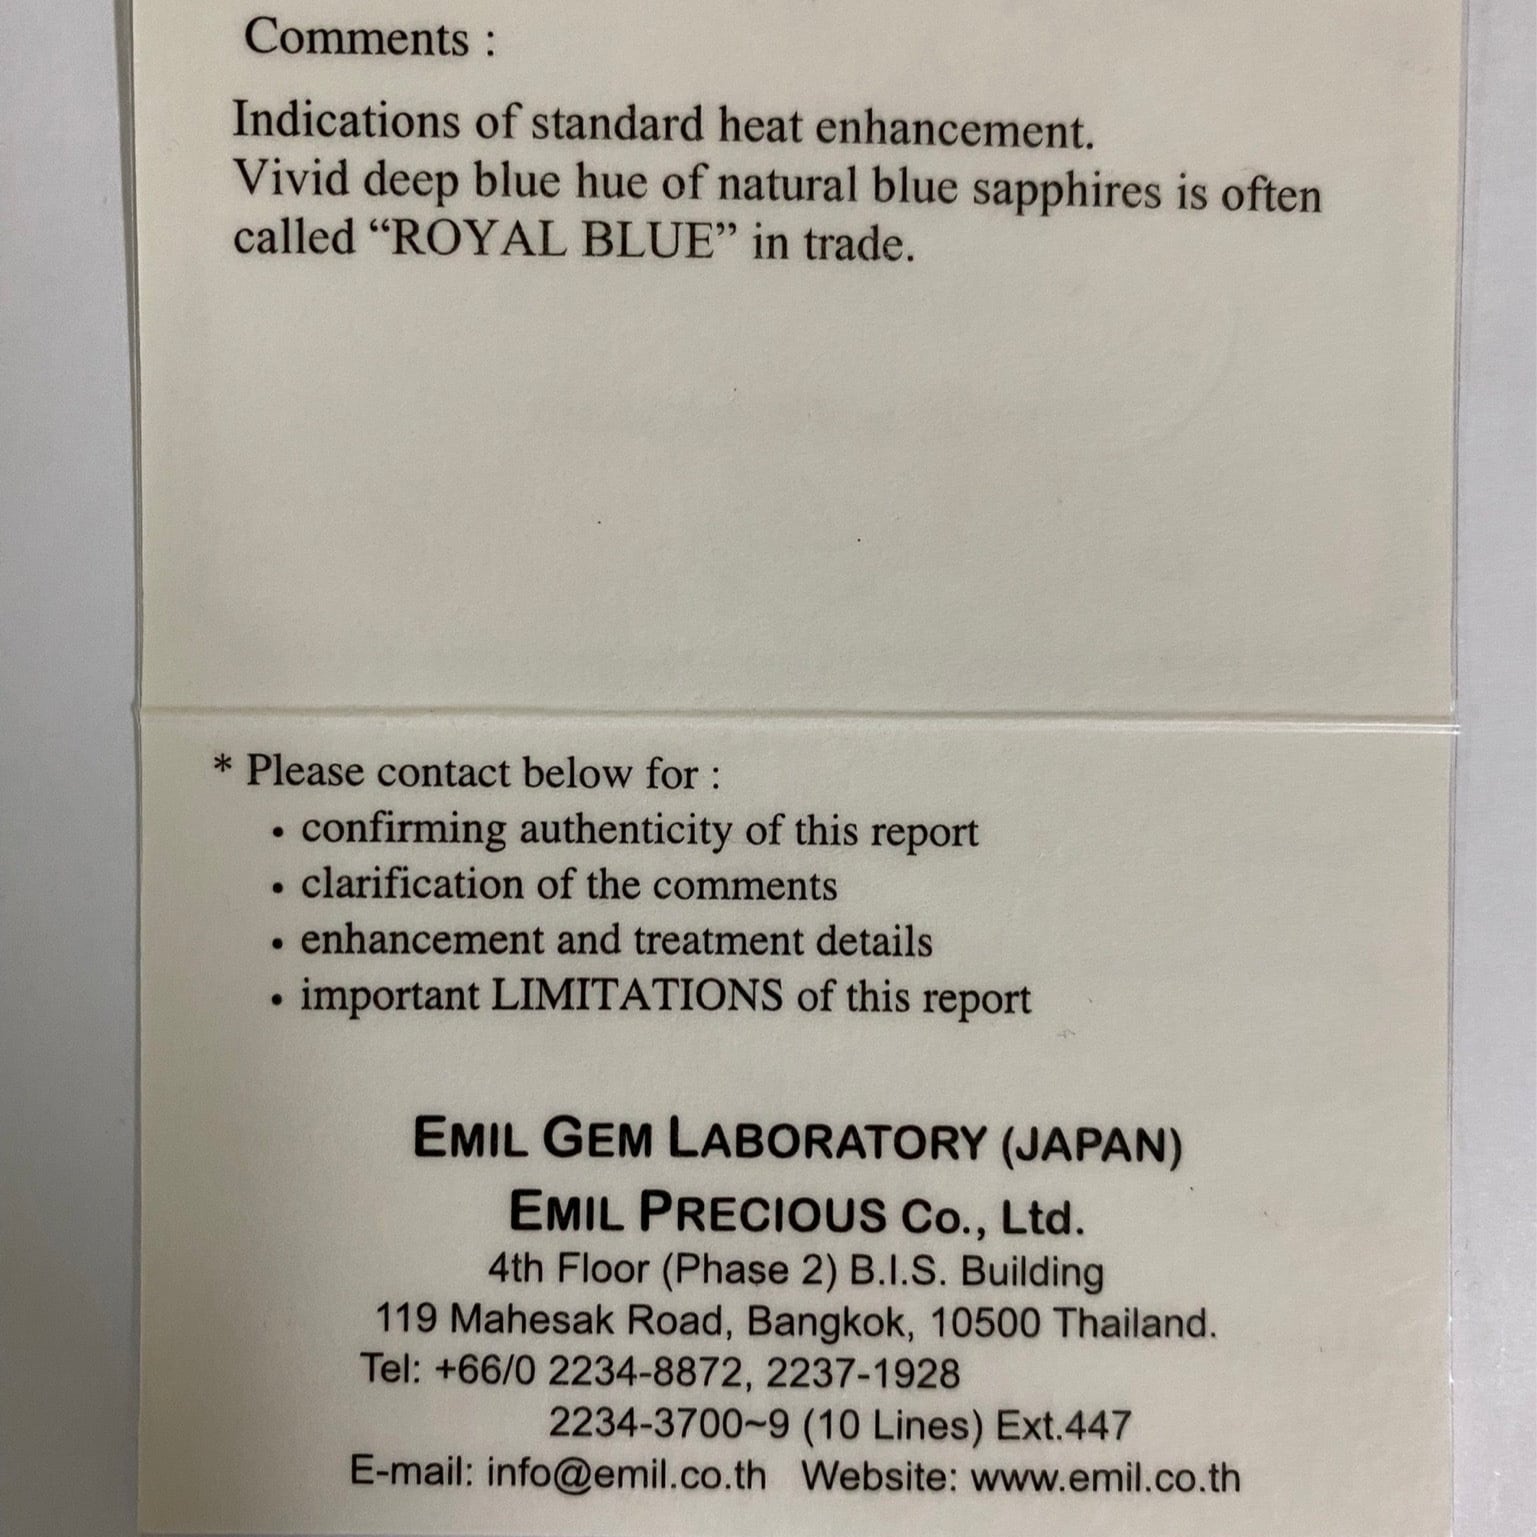 Comments :
Indications of standard heat enhancement.
Vivid deep blue hue of natural blue sapphires is often
called “ROYAL BLUE” in trade.
* Please contact below for :
• confirming authenticity of this report
• clarification of the comments
• enhancement and treatment details
• important LIMITATIONS of this report
EMIL GEM LABORATORY (JAPAN)
EMIL PRECIOUS Co., Ltd.
4th Floor (Phase 2) B.I.S. Building
119 Mahesak Road, Bangkok, 10500 Thailand.
Tel: +66/0 2234-8872, 2237-1928
2234-3700~9 (10 Lines) Ext.447
E-mail: info@emil.co.th Website: www.emil.co.th